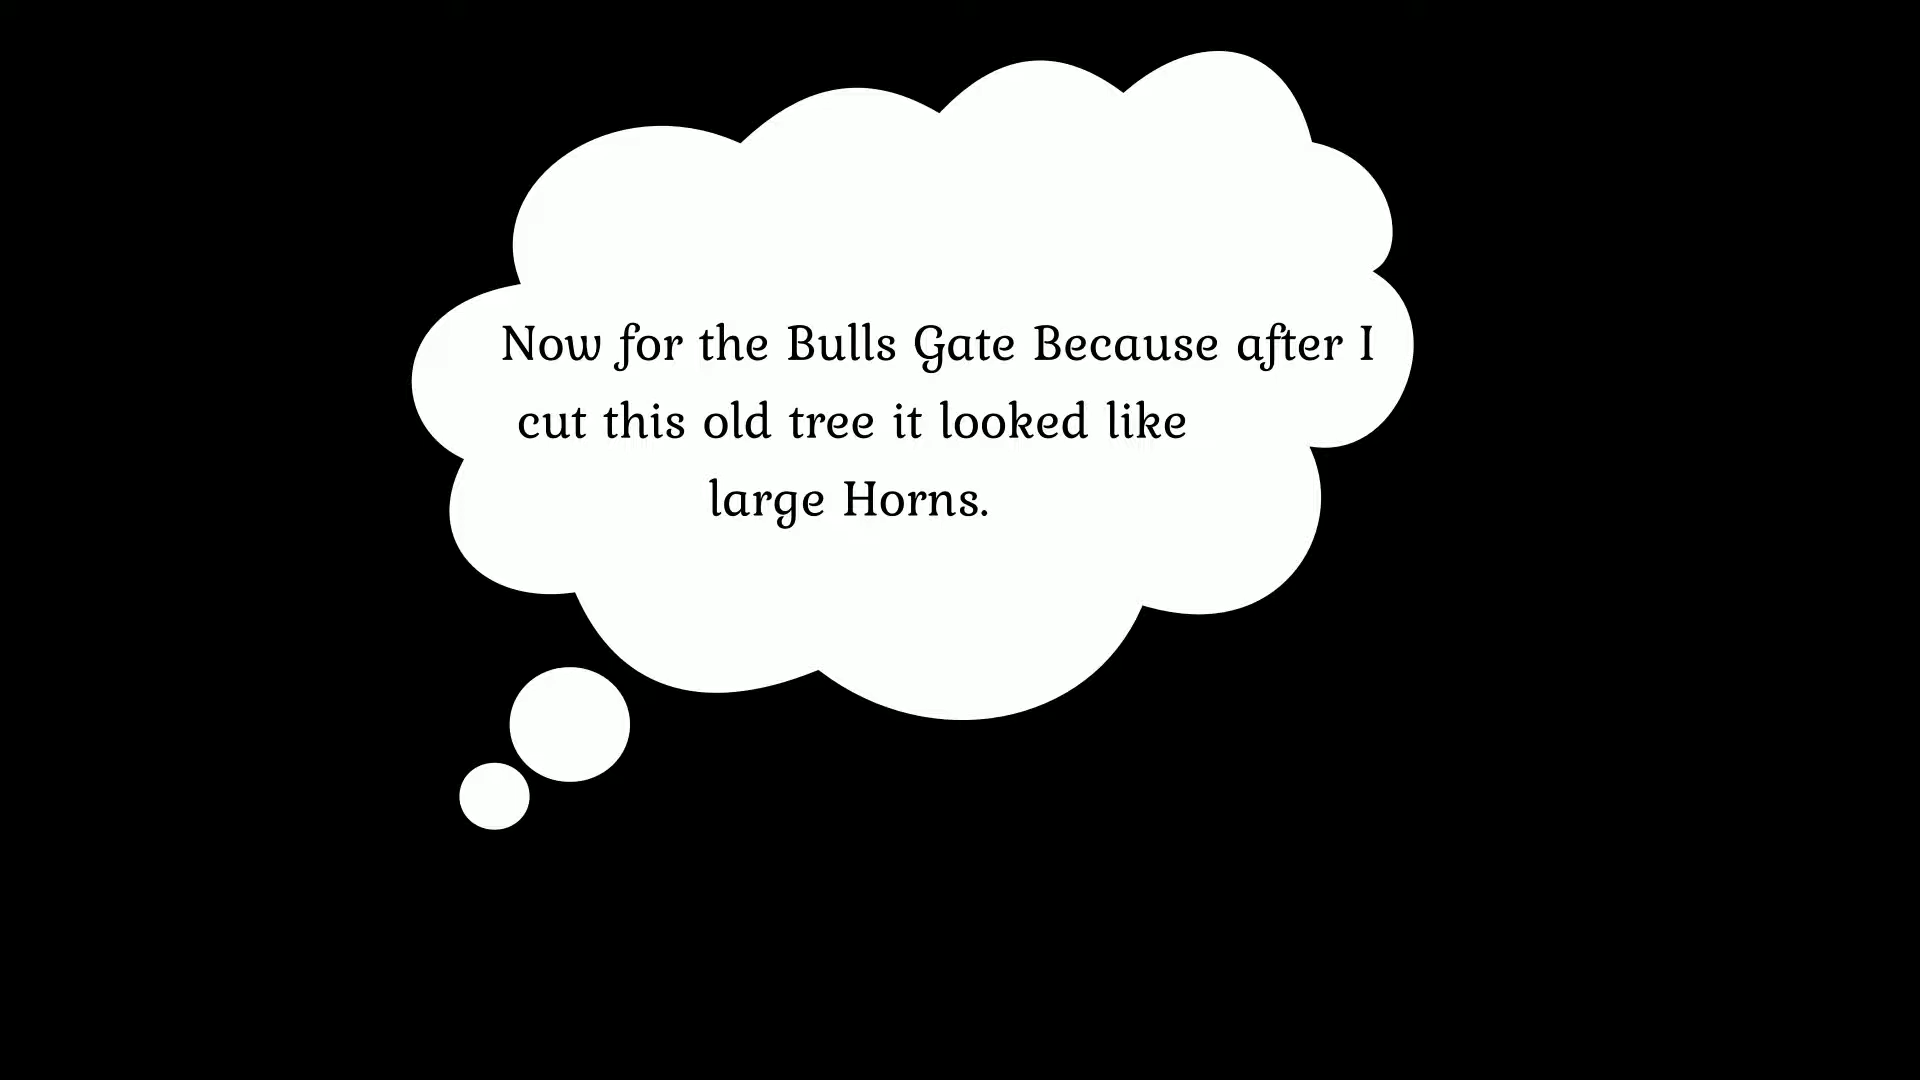 Now for the Bulls Gate Because after I
cut this old tree it looked like
large Horns.